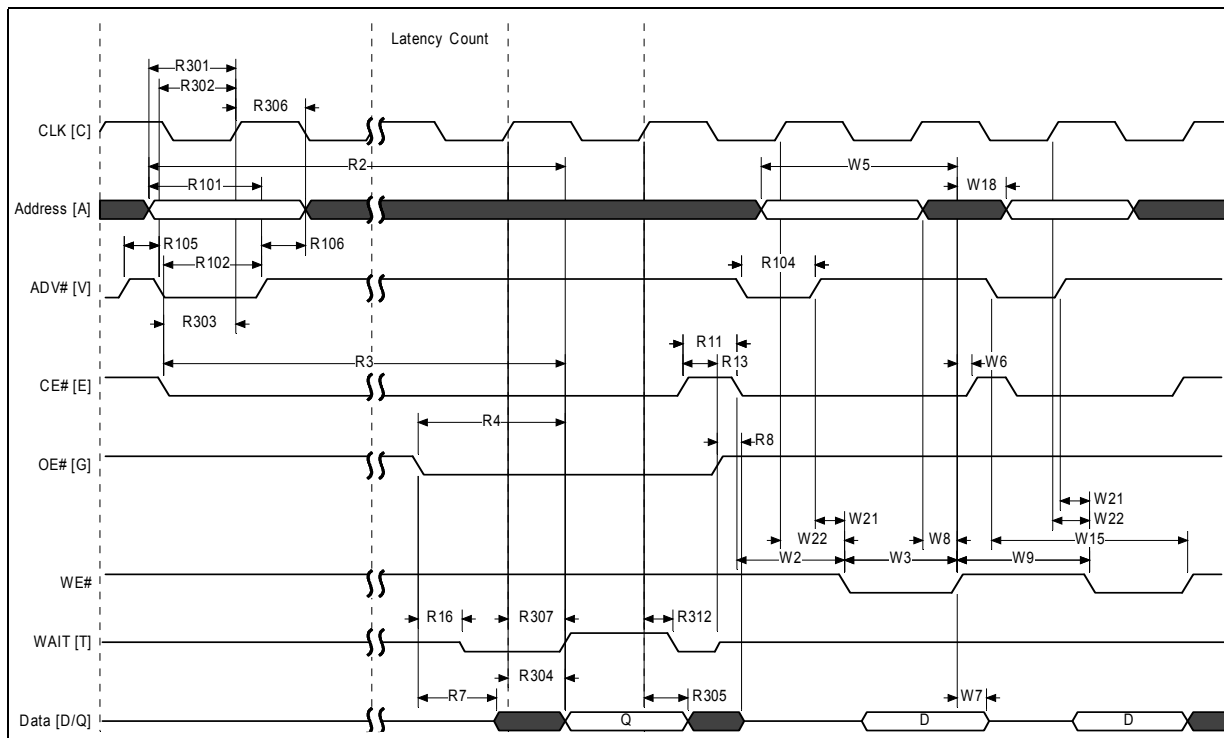 Latency Count
R301
R302
R306
CLK [C]
R2
W5
R101
W18
Address [A]
R105
R106
R102
R104
ADV# [V]
R303
R11
R3
R13
W6
CE# [E]
R4
R8
OE# [G]
W21
W21
W22
W22
W8
W15
W2
W3
W9
WE#
R16
R307
R312
WAIT [T]
R304
R7
R305
W7
Data [D/Q]
Q
D
D